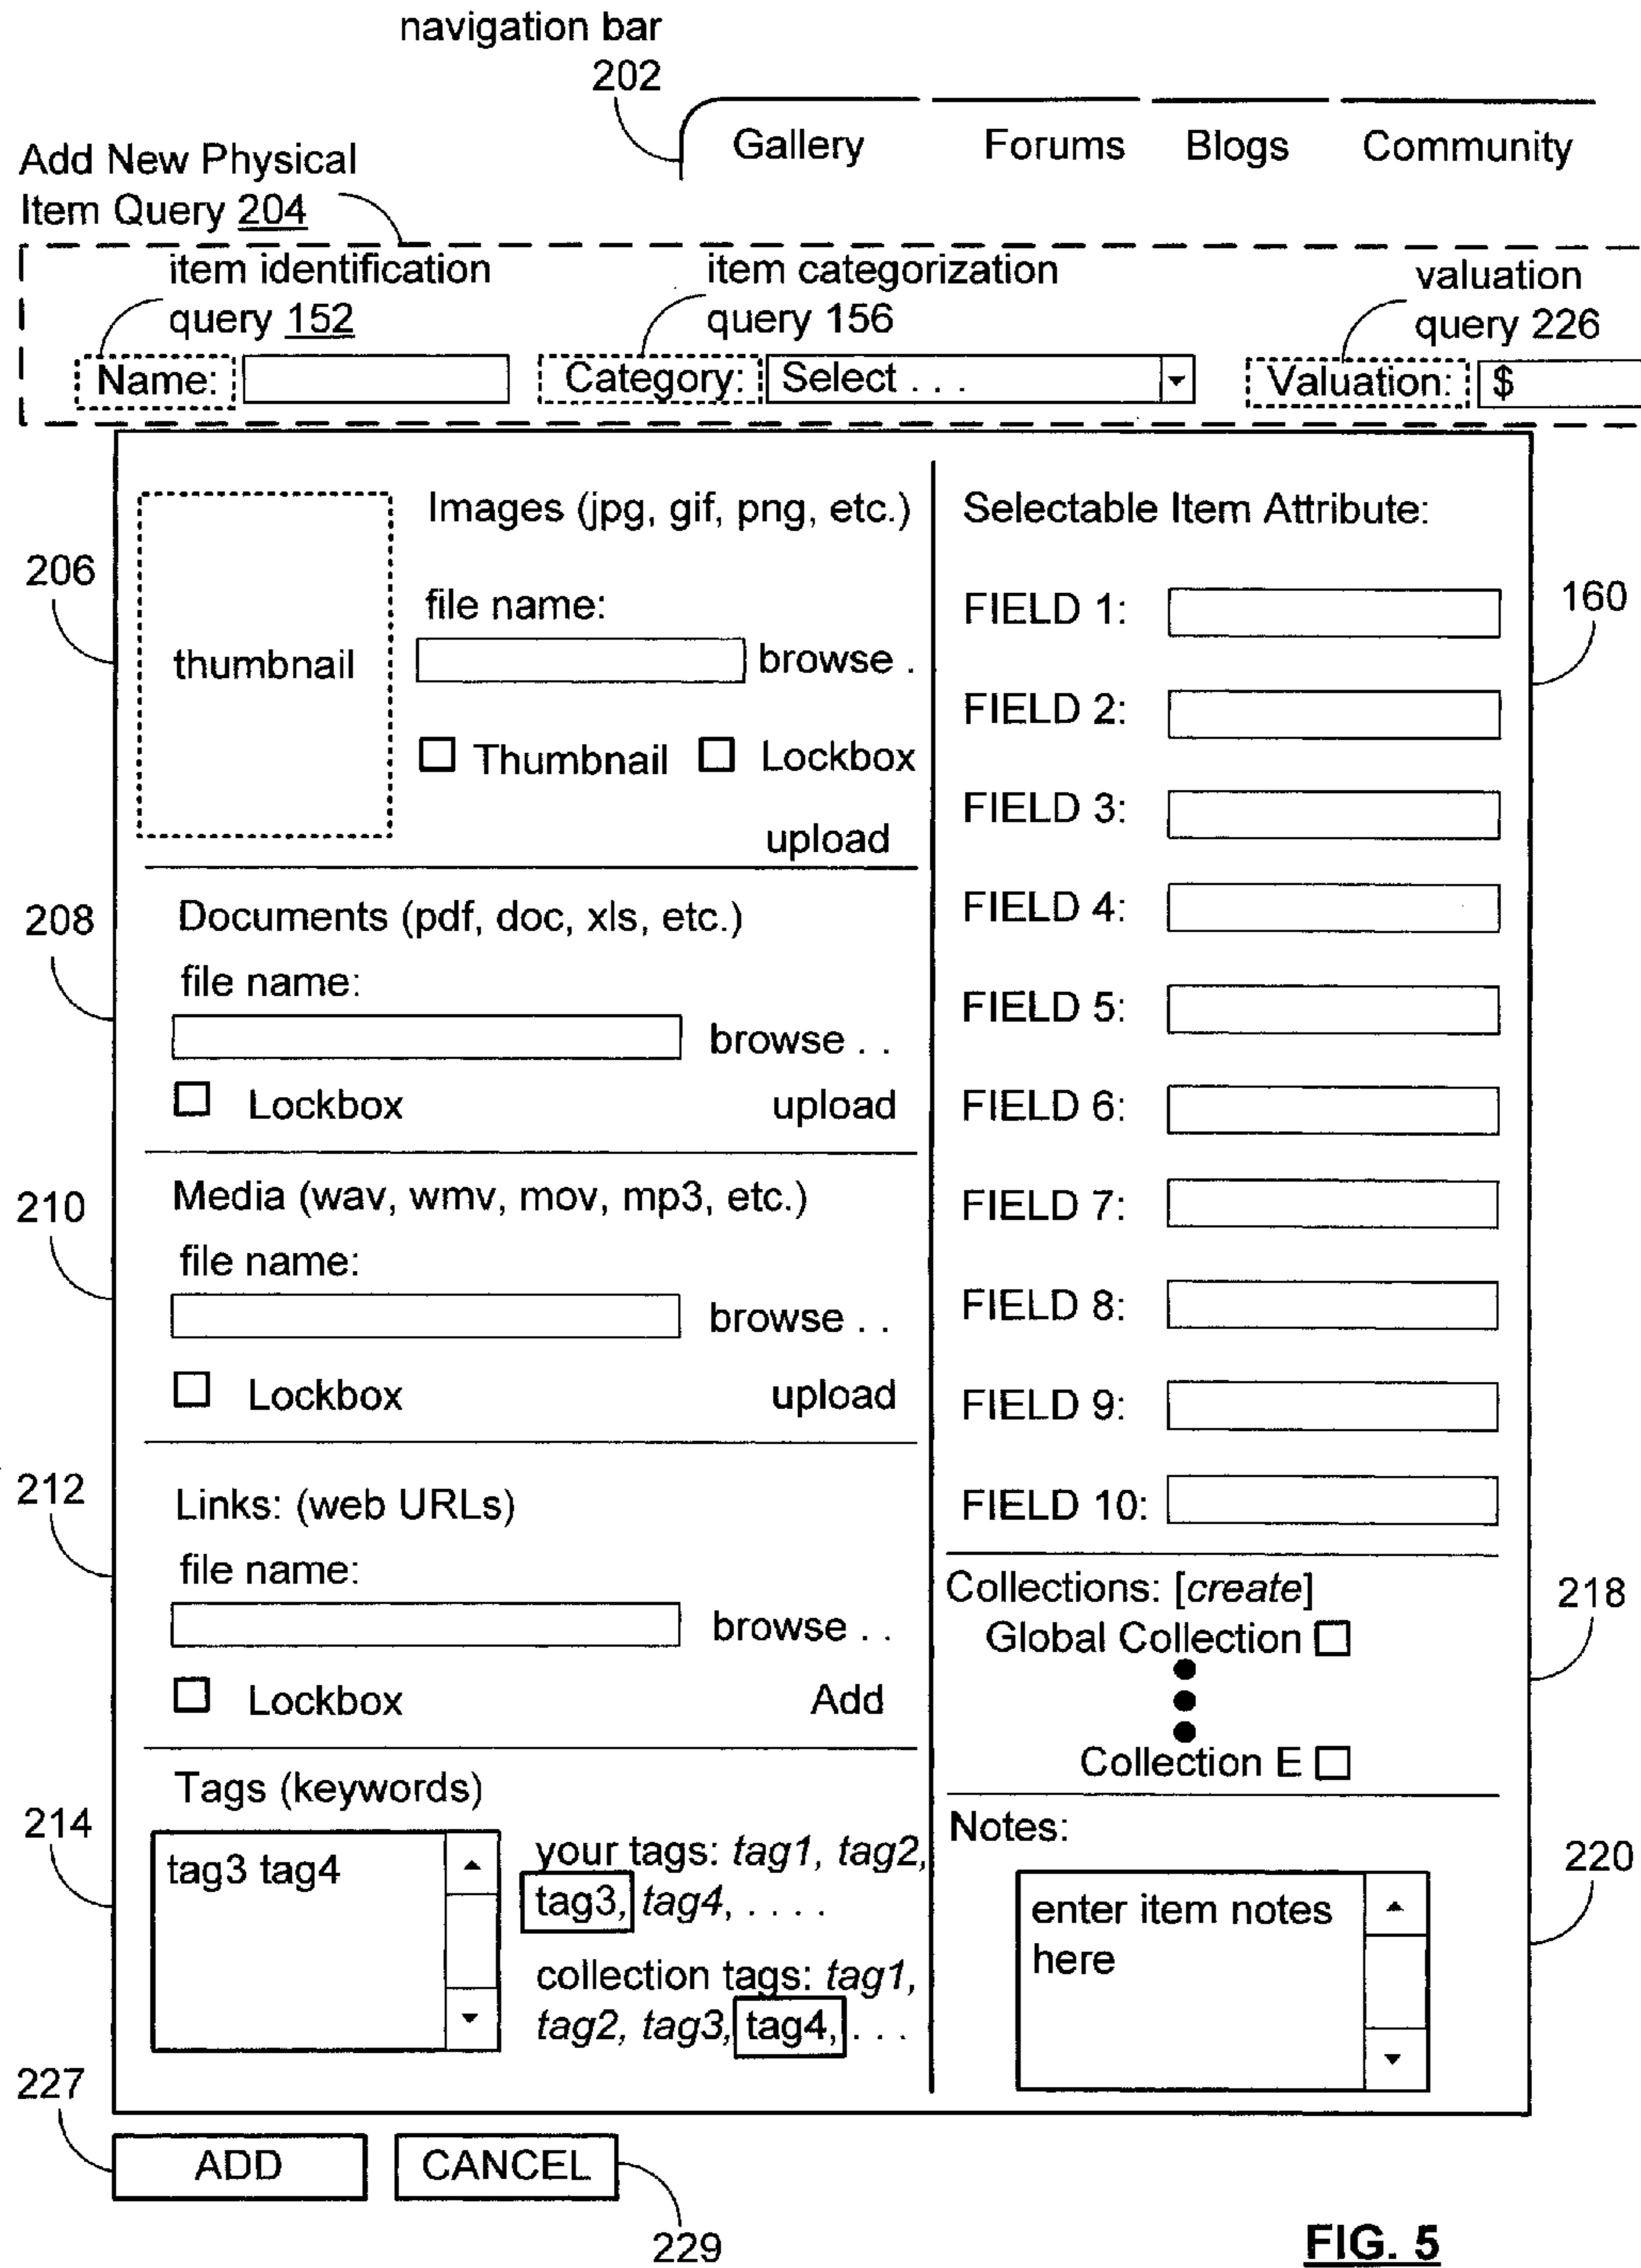 navigation bar
202
Gallery Forums Blogs Community
Add New Physical
Item Query 204
item identification
query 152
item categorization
query 156
valuation
query 226
Name:
Category: Select . . .
Valuation: $
206
thumbnail
Images (jpg, gif, png, etc.)
file name:
browse .
Thumbnail Lockbox
upload
208
Documents (pdf, doc, xls, etc.)
file name:
browse . .
Lockbox upload
210
Media (wav, wmv, mov, mp3, etc.)
file name:
browse . .
Lockbox upload
212
Links: (web URLs)
file name:
browse . .
Lockbox Add
214
Tags (keywords)
tag3 tag4
your tags: tag1, tag2,
tag3, tag4, . . . .
collection tags: tag1,
tag2, tag3, tag4, . . .
Selectable Item Attribute:
160
FIELD 1:
FIELD 2:
FIELD 3:
FIELD 4:
FIELD 5:
FIELD 6:
FIELD 7:
FIELD 8:
FIELD 9:
FIELD 10:
Collections: [create]
218
Global Collection
Collection E
Notes:
220
enter item notes
here
227
ADD
CANCEL
229
FIG. 5